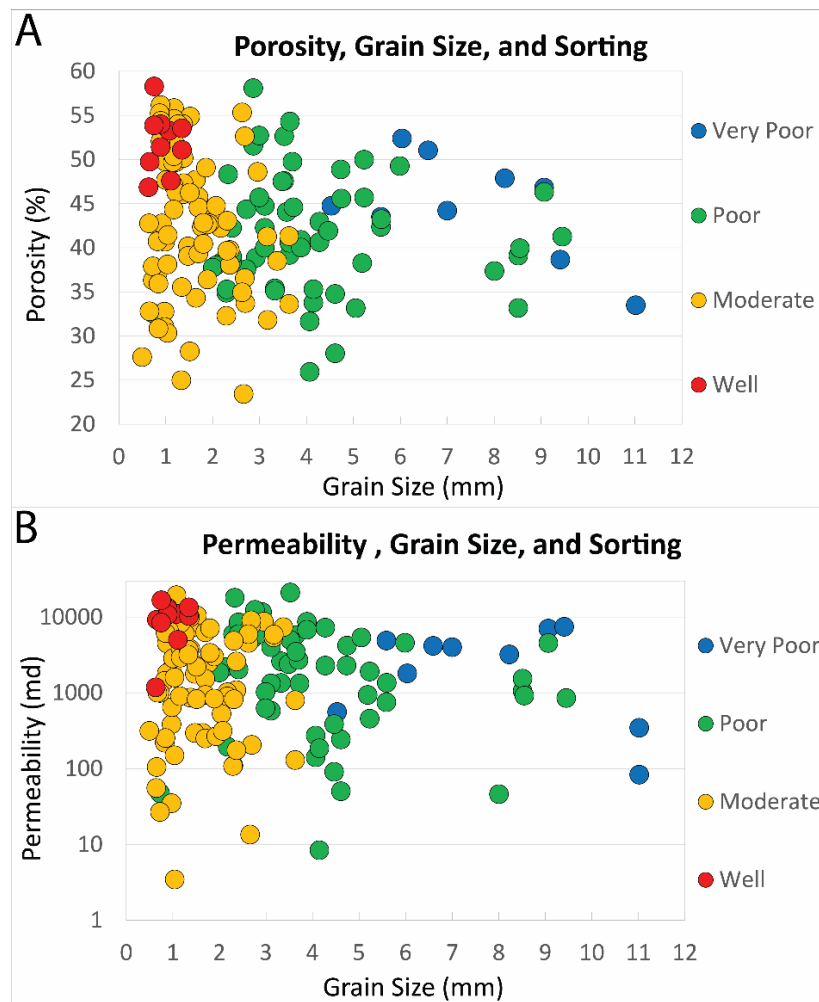 A
Porosity, Grain Size, and Sorting
60
55
50
45
40
35
30
25
20
Porosity (%)
0 1 2 3 4 5 6 7 8 9 10 11 12
Grain Size (mm)
Very Poor
Poor
Moderate
Well
B
Permeability , Grain Size, and Sorting
10000
1000
100
10
1
Permeability (md)
0 1 2 3 4 5 6 7 8 9 10 11 12
Grain Size (mm)
Very Poor
Poor
Moderate
Well